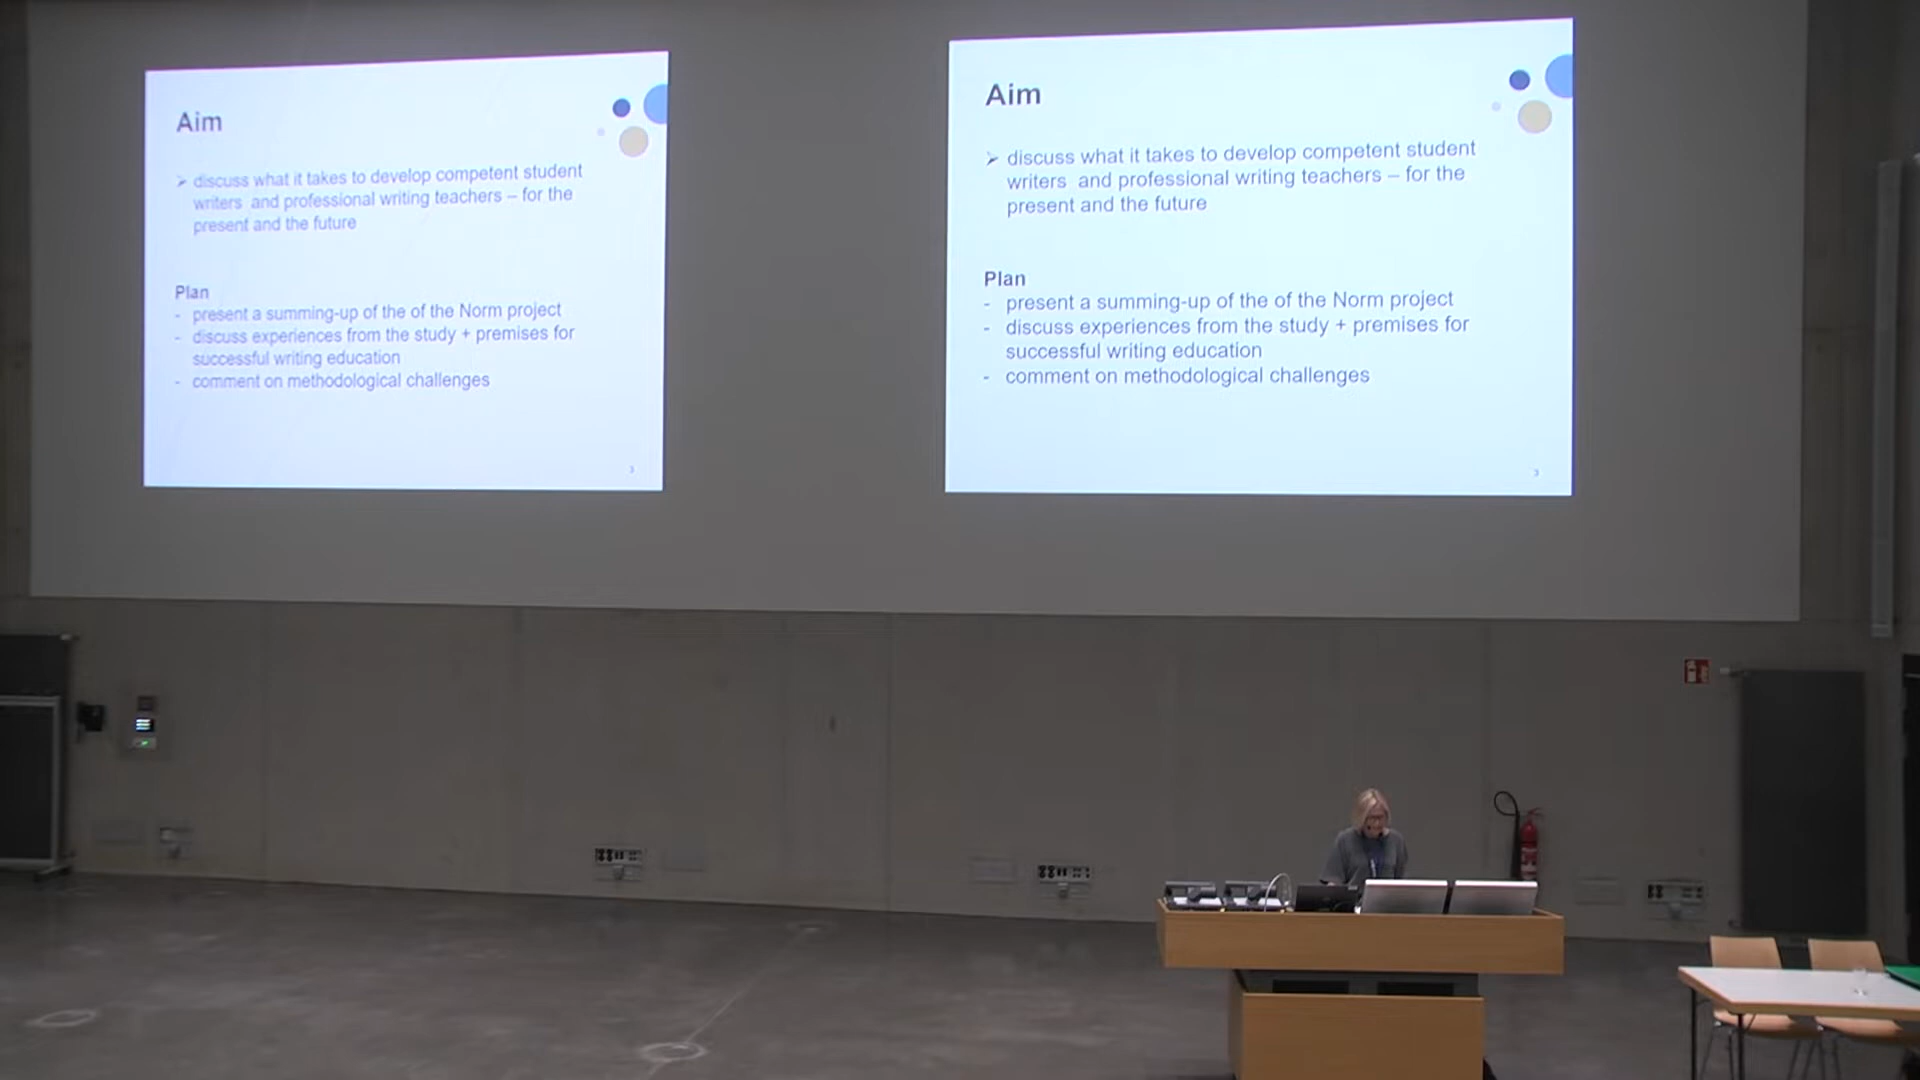 Aim
➢ discuss what it takes to develop competent student
writers and professional writing teachers – for the
present and the future
Plan
- present a summing-up of the of the Norm project
- discuss experiences from the study + premises for
successful writing education
- comment on methodological challenges
3
Aim
➢ discuss what it takes to develop competent student
writers and professional writing teachers – for the
present and the future
Plan
- present a summing-up of the of the Norm project
- discuss experiences from the study + premises for
successful writing education
- comment on methodological challenges
3